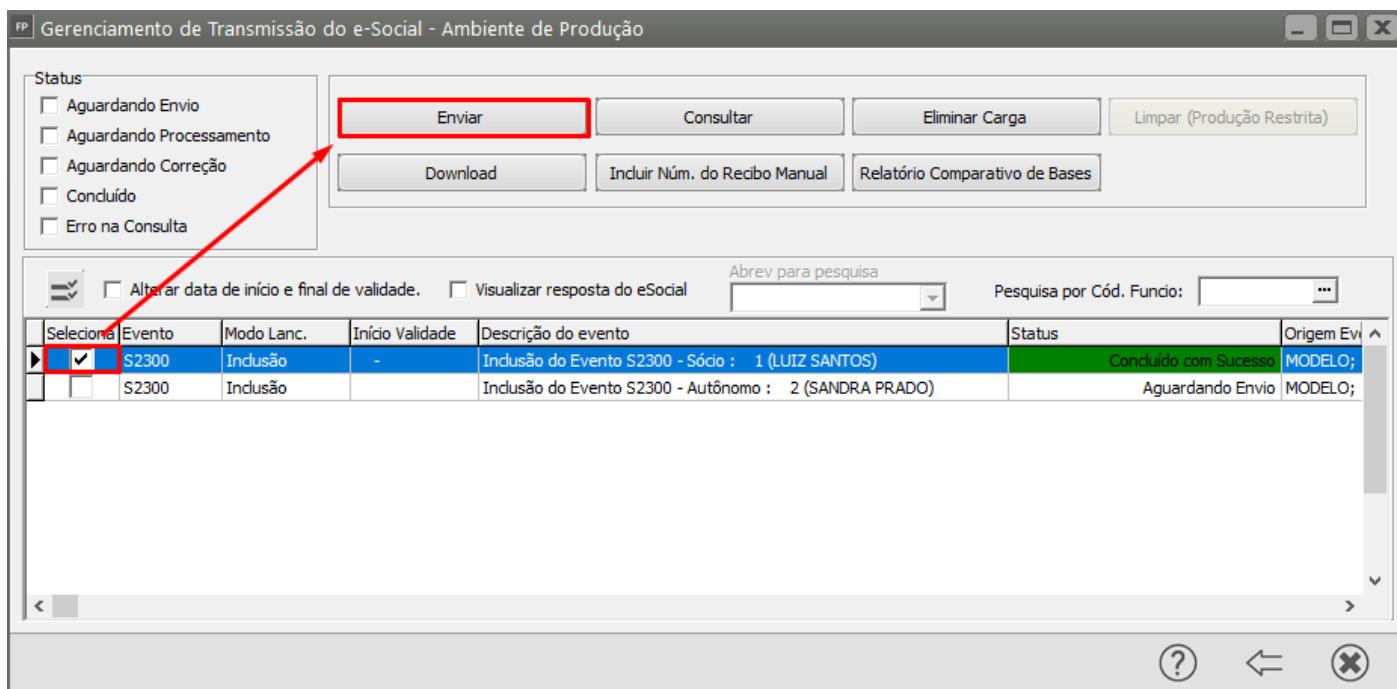 FP Gerenciamento de Transmissão do e-Social - Ambiente de Produção
Status
Aguardando Envio
Aguardando Processamento
Aguardando Correção
Concluído
Erro na Consulta
Enviar Consultar Eliminar Carga Limpar (Produção Restrita)
Download Incluir Núm. do Recibo Manual Relatório Comparativo de Bases
Alterar data de início e final de validade. Visualizar resposta do eSocial Abrev para pesquisa Pesquisa por Cód. Funcio: ...
Seleciona Evento Modo Lanc. Início Validade Descrição do evento Status Origem Eve
S2300 Inclusão - Inclusão do Evento S2300 - Sócio : 1 (LUIZ SANTOS) Concluído com Sucesso MODELO;
S2300 Inclusão Inclusão do Evento S2300 - Autônomo : 2 (SANDRA PRADO) Aguardando Envio MODELO;